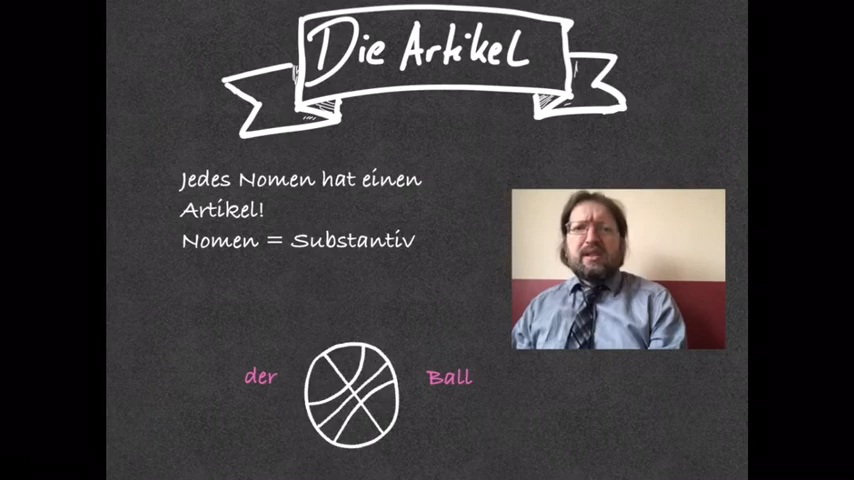 Die Artikel
Jedes Nomen hat einen
Artikel!
Nomen = Substantiv
der
Ball